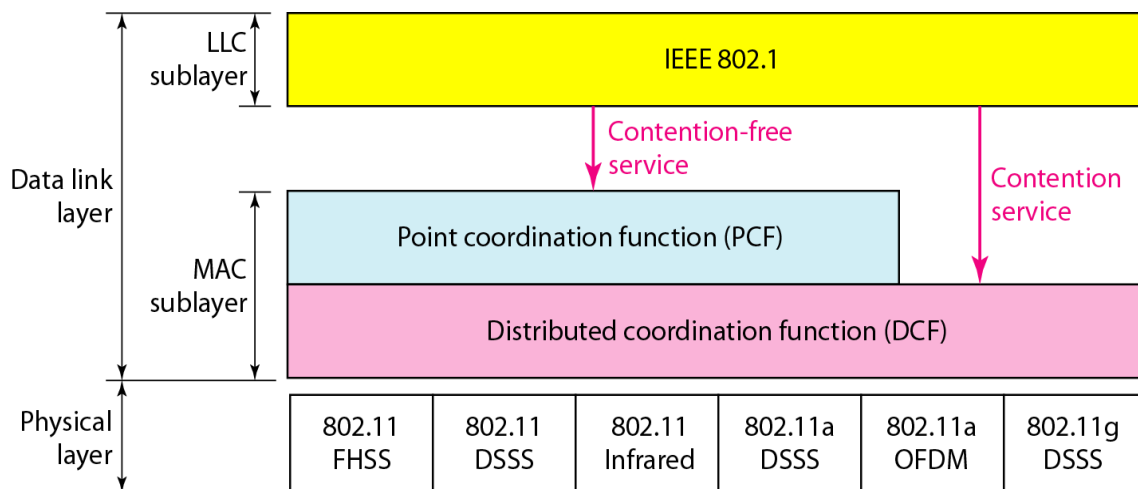 LLC
sublayer
IEEE 802.1
Contention-free
service
Data link
layer
Contention
service
Point coordination function (PCF)
MAC
sublayer
Distributed coordination function (DCF)
Physical
layer
802.11
FHSS
802.11
DSSS
802.11
Infrared
802.11a
DSSS
802.11a
OFDM
802.11g
DSSS